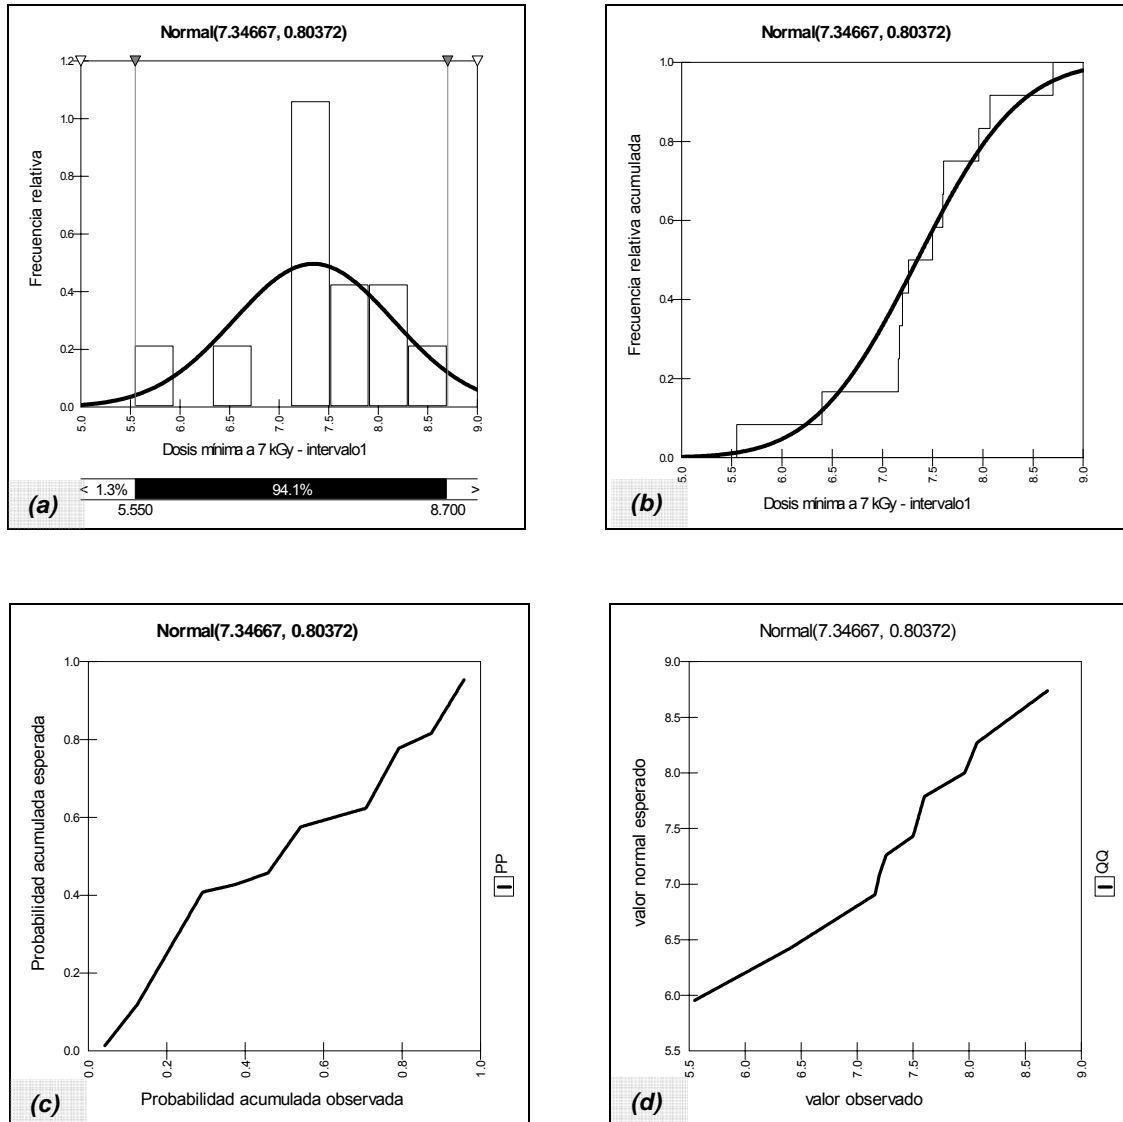 Normal(7.34667, 0.80372)
Frecuencia relativa
1.2
1.0
0.8
0.6
0.4
0.2
0.0
5.0 5.5 6.0 6.5 7.0 7.5 8.0 8.5 9.0
Dosis mínima a 7 kGy - intervalo1
< 1.3% 94.1% >
5.550 8.700
(a)
Normal(7.34667, 0.80372)
Frecuencia relativa acumulada
1.0
0.8
0.6
0.4
0.2
0.0
5.0 5.5 6.0 6.5 7.0 7.5 8.0 8.5 9.0
Dosis mínima a 7 kGy - intervalo1
(b)
Normal(7.34667, 0.80372)
Probabilidad acumulada esperada
1.0
0.8
0.6
0.4
0.2
0.0
0.0 0.2 0.4 0.6 0.8 1.0
Probabilidad acumulada observada
PP
(c)
Normal(7.34667, 0.80372)
valor normal esperado
9.0
8.5
8.0
7.5
7.0
6.5
6.0
5.5
5.5 6.0 6.5 7.0 7.5 8.0 8.5 9.0
valor observado
QQ
(d)